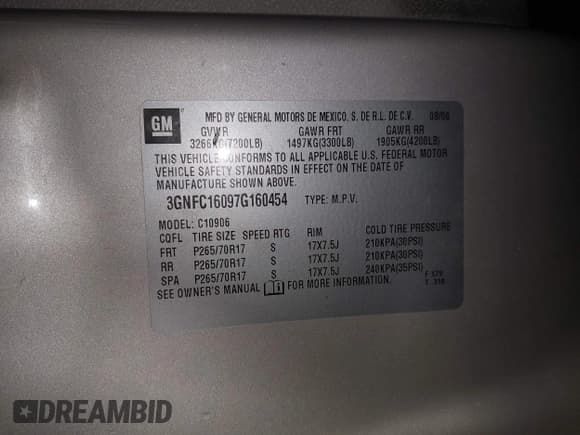 GM
MFD BY GENERAL MOTORS DE MEXICO, S. DE R.L. DE C.V. 08/06
GVWR GAWR FRT GAWR RR
3266KG(7200LB) 1497KG(3300LB) 1905KG(4200LB)
THIS VEHICLE CONFORMS TO ALL APPLICABLE U.S. FEDERAL MOTOR
VEHICLE SAFETY STANDARDS IN EFFECT ON THE DATE OF
MANUFACTURE SHOWN ABOVE.
3GNFC16097G160454 TYPE: M.P.V.
MODEL: C10906
CQFL TIRE SIZE SPEED RTG RIM COLD TIRE PRESSURE
FRT P265/70R17 S 17X7.5J 210KPA(30PSI)
RR P265/70R17 S 17X7.5J 210KPA(30PSI)
SPA P265/70R17 S 17X7.5J 240KPA(35PSI)
SEE OWNER'S MANUAL FOR MORE INFORMATION.
F 179
T
DREAMBID